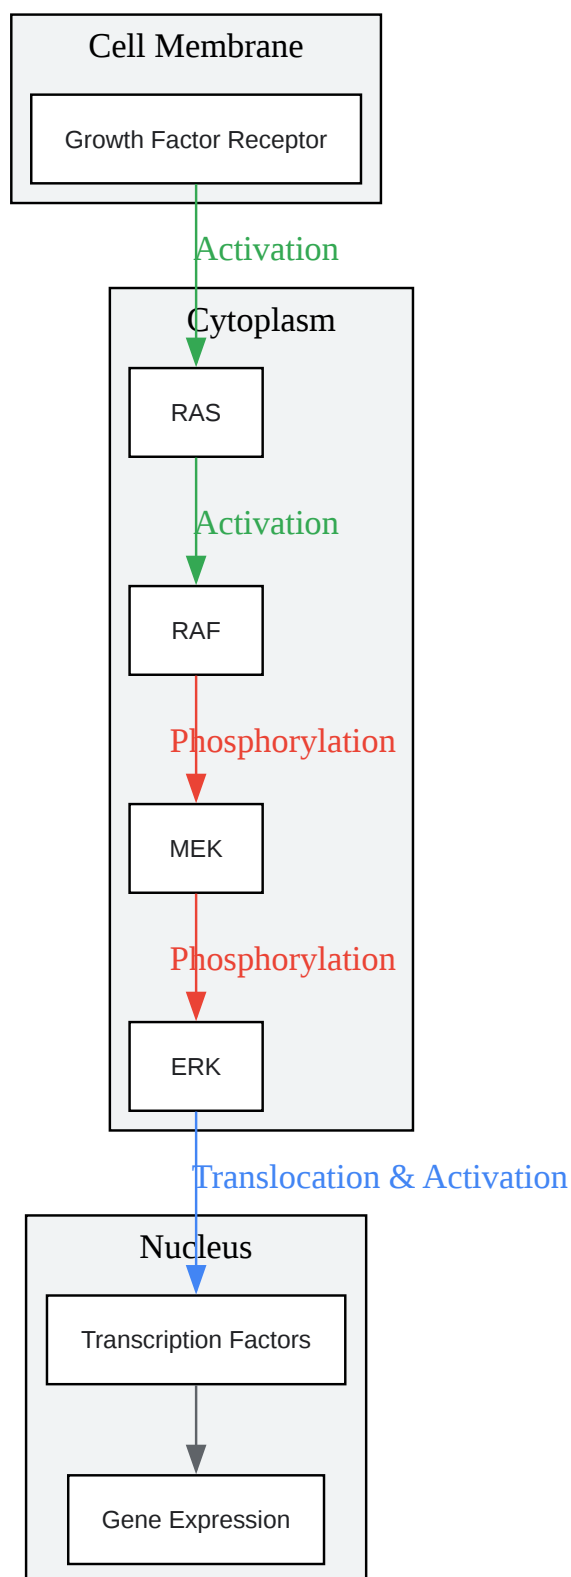 Cell Membrane
Growth Factor Receptor
Activation
Cytoplasm
RAS
Activation
RAF
Phosphorylation
MEK
Phosphorylation
ERK
Translocation & Activation
Nucleus
Transcription Factors
Gene Expression